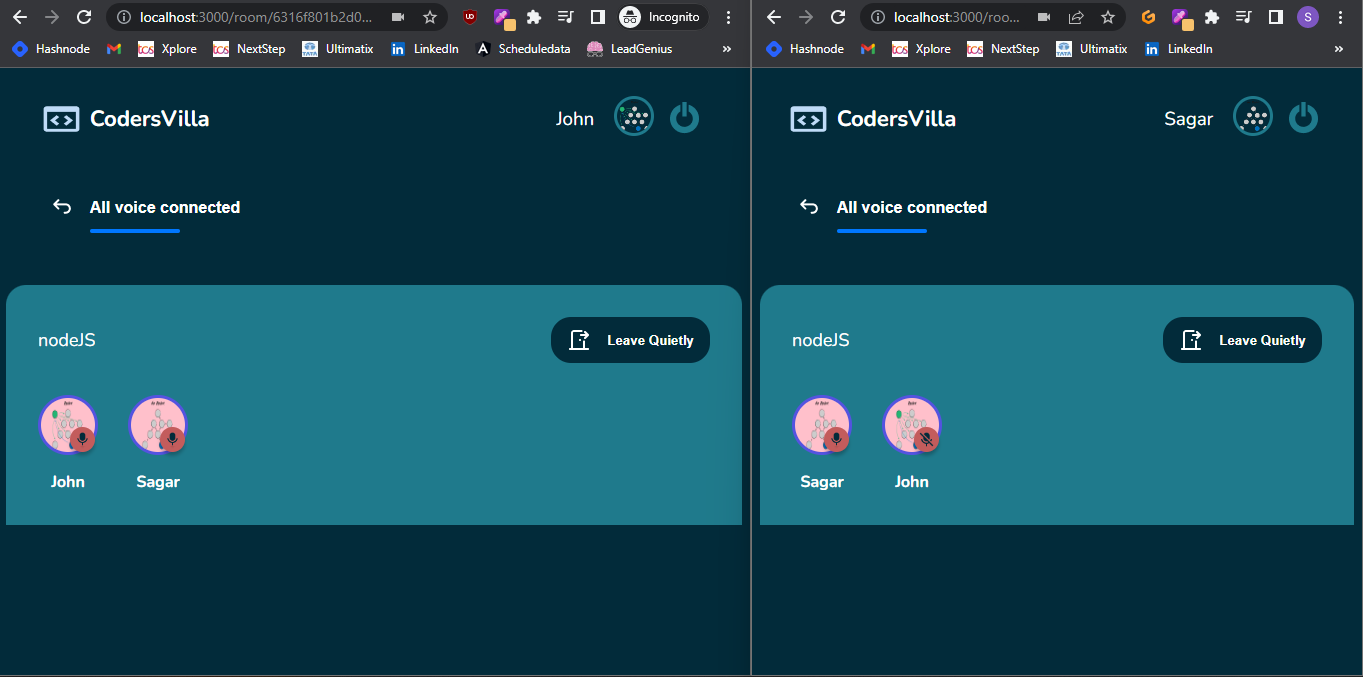 localhost:3000/room/6316f801b2d0...
Incognito
Hashnode
Xplore
NextStep
Ultimatix
LinkedIn
Scheduledata
LeadGenius
»
CodersVilla
John
All voice connected
nodeJS
Leave Quietly
John
Sagar
localhost:3000/roo...
S
Hashnode
Xplore
NextStep
Ultimatix
LinkedIn
»
CodersVilla
Sagar
All voice connected
nodeJS
Leave Quietly
Sagar
John